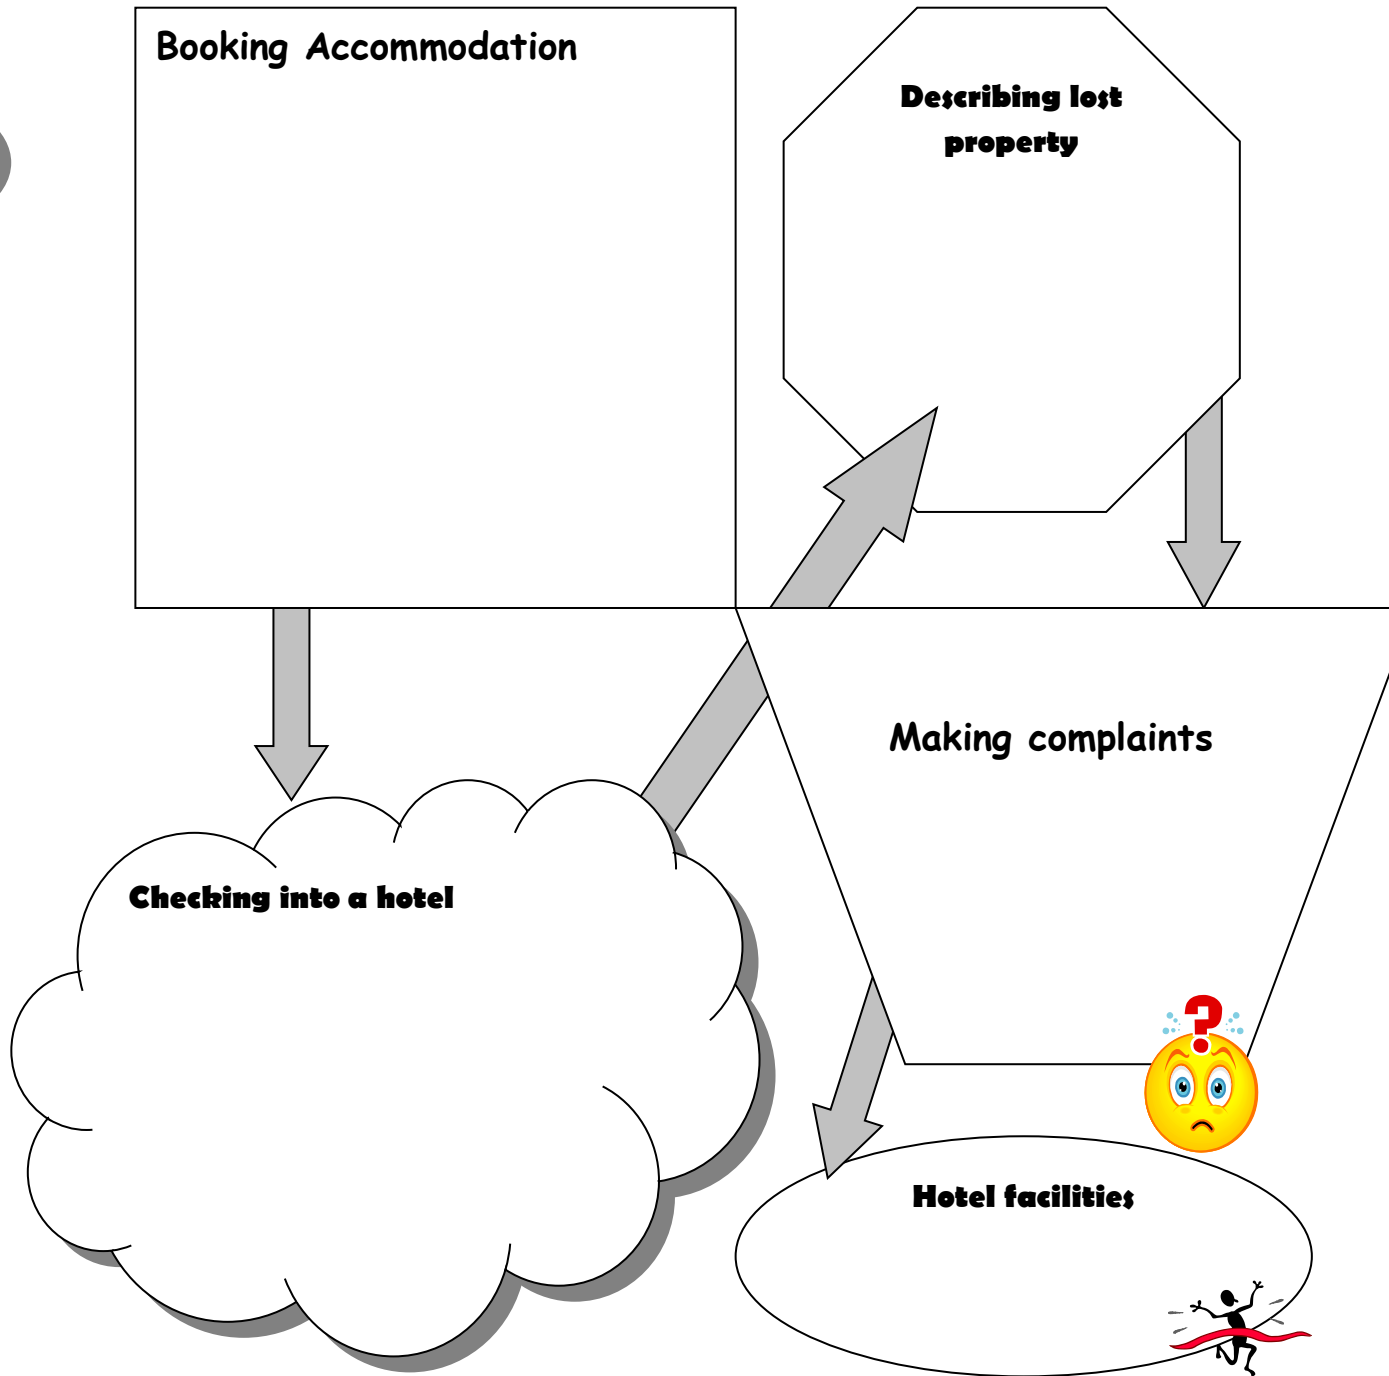 Booking Accommodation
Describing lost
property
Making complaints
Checking into a hotel
Hotel facilities
?